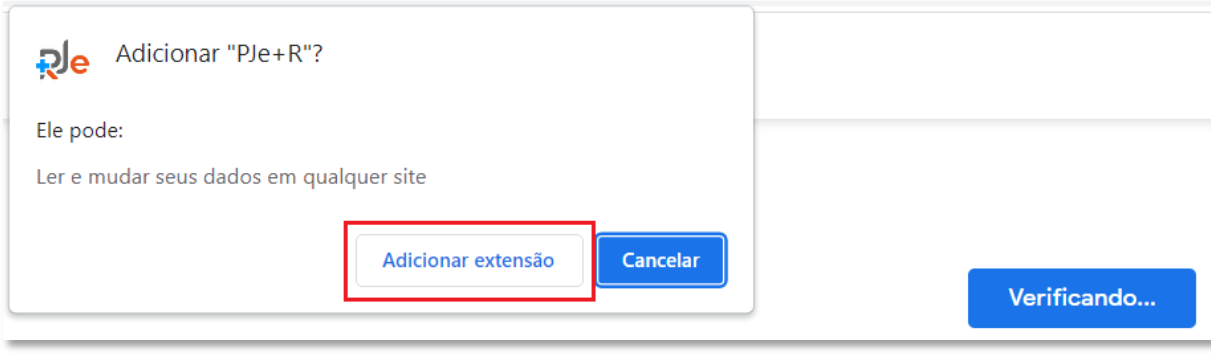 PJe
Adicionar "PJe+R"?
Ele pode:
Ler e mudar seus dados em qualquer site
Adicionar extensão
Cancelar
Verificando...